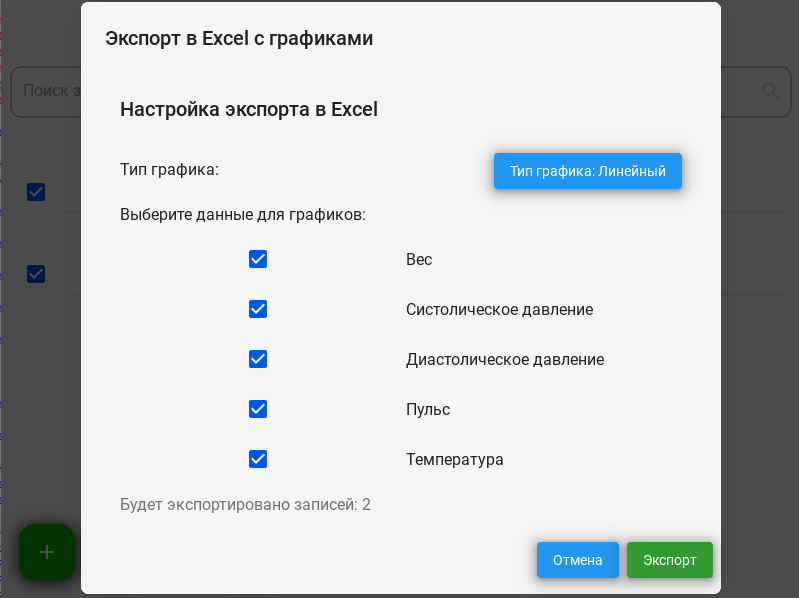 Экспорт в Excel с графиками
Поиск з
Настройка экспорта в Excel
Тип графика:
Тип графика: Линейный
Выберите данные для графиков:
Вес
Систолическое давление
Диастолическое давление
Пульс
Температура
Будет экспортировано записей: 2
+
Отмена
Экспорт